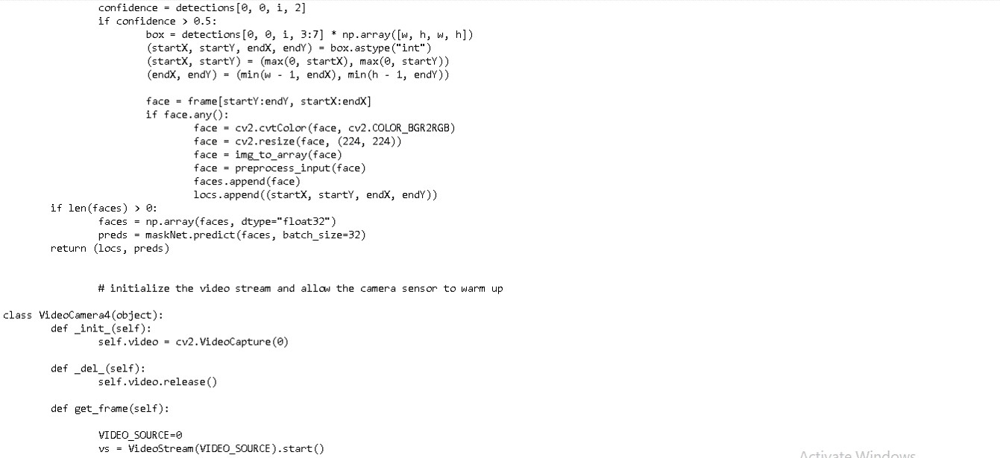 confidence = detections[0, 0, i, 2]
if confidence > 0.5:
box = detections[0, 0, i, 3:7] * np.array([w, h, w, h])
(startX, startY, endX, endY) = box.astype("int")
(startX, startY) = (max(0, startX), max(0, startY))
(endX, endY) = (min(w - 1, endX), min(h - 1, endY))
face = frame[startY:endY, startX:endX]
if face.any():
face = cv2.cvtColor(face, cv2.COLOR_BGR2RGB)
face = cv2.resize(face, (224, 224))
face = img_to_array(face)
face = preprocess_input(face)
faces.append(face)
locs.append((startX, startY, endX, endY))
if len(faces) > 0:
faces = np.array(faces, dtype="float32")
preds = maskNet.predict(faces, batch_size=32)
return (locs, preds)
# initialize the video stream and allow the camera sensor to warm up
class VideoCamera4(object):
def _init_(self):
self.video = cv2.VideoCapture(0)
def _del_(self):
self.video.release()
def get_frame(self):
VIDEO_SOURCE=0
vs = VideoStream(VIDEO_SOURCE).start()
Activate Windows